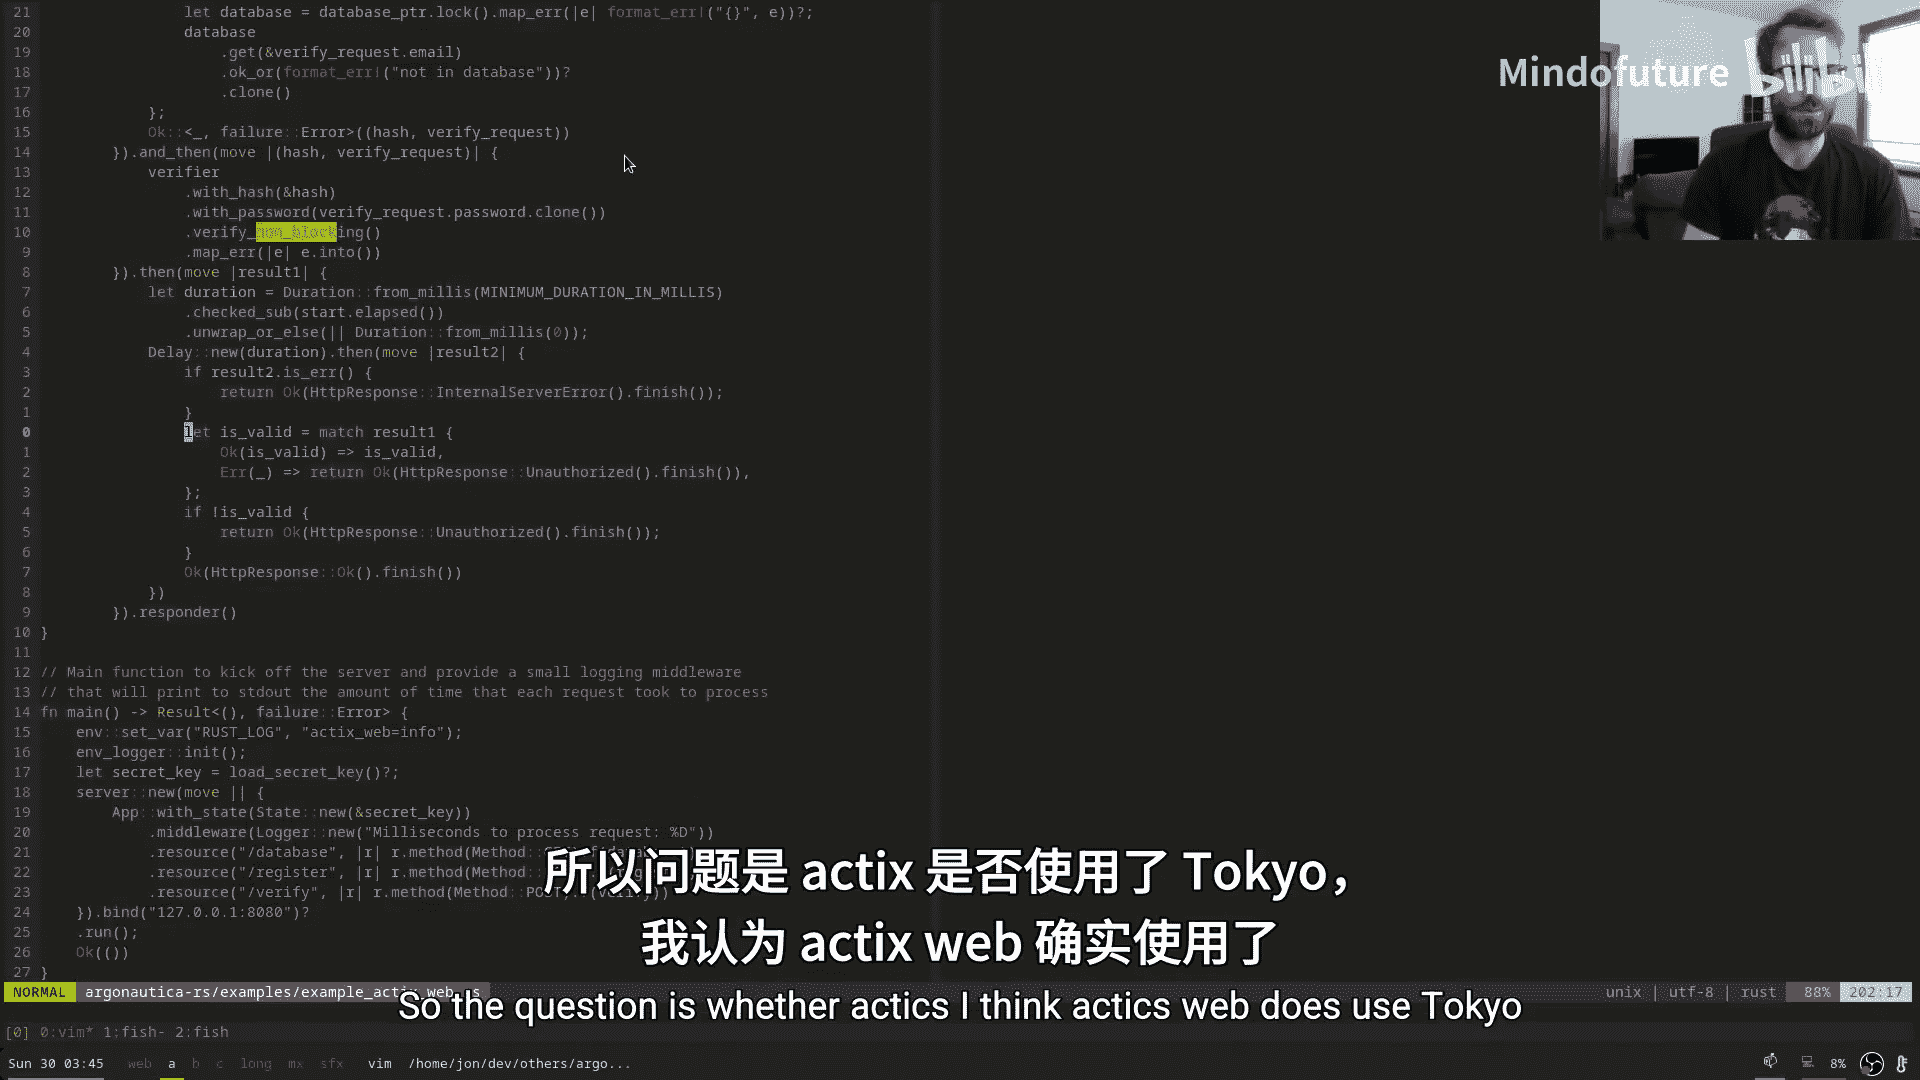 21 let database = database_ptr.lock().map_err(|e| format_err!("{}", e))?;
20 database
19 .get(&verify_request.email)
18 .ok_or(format_err!("not in database"))?
17 .clone()
16 };
15 Ok::<_, failure::Error>((hash, verify_request))
14 }).and_then(move |(hash, verify_request)| {
13 verifier
12 .with_hash(&hash)
11 .with_password(verify_request.password.clone())
10 .verify_non_blocking()
9 .map_err(|e| e.into())
8 }).then(move |result1| {
7 let duration = Duration::from_millis(MINIMUM_DURATION_IN_MILLIS)
6 .checked_sub(start.elapsed())
5 .unwrap_or_else(|| Duration::from_millis(0));
4 Delay::new(duration).then(move |result2| {
3 if result2.is_err() {
2 return Ok(HttpResponse::InternalServerError().finish());
1 }
0 let is_valid = match result1 {
1 Ok(is_valid) => is_valid,
2 Err(_) => return Ok(HttpResponse::Unauthorized().finish()),
3 };
4 if !is_valid {
5 return Ok(HttpResponse::Unauthorized().finish());
6 }
7 Ok(HttpResponse::Ok().finish())
8 })
9 }).responder()
10 }
11
12 // Main function to kick off the server and provide a small logging middleware
13 // that will print to stdout the amount of time that each request took to process
14 fn main() -> Result<(), failure::Error> {
15 env::set_var("RUST_LOG", "actix_web=info");
16 env_logger::init();
17 let secret_key = load_secret_key()?;
18 server::new(move || {
19 App::with_state(State::new(&secret_key))
20 .middleware(Logger::new("Milliseconds to process request: %D"))
21 .resource("/database", |r| r.method(Method::
22 .resource("/register", |r| r.method(Method::
23 .resource("/verify", |r| r.method(Method::POST).f(verify))
24 }).bind("127.0.0.1:8080")?
25 .run();
26 Ok(())
27 }
Mindofuture bilibili
所以问题是 actix 是否使用了 Tokyo，
我认为 actix web 确实使用了
NORMAL argonautica-rs/examples/example_actix_web.rs unix | utf-8 | rust 88% 202:17
So the question is whether actics I think actics web does use Tokyo
[0] 0:vim* 1:fish- 2:fish
Sun 30 03:45 web a b c long mx sfx vim /home/jon/dev/others/argo... 8%